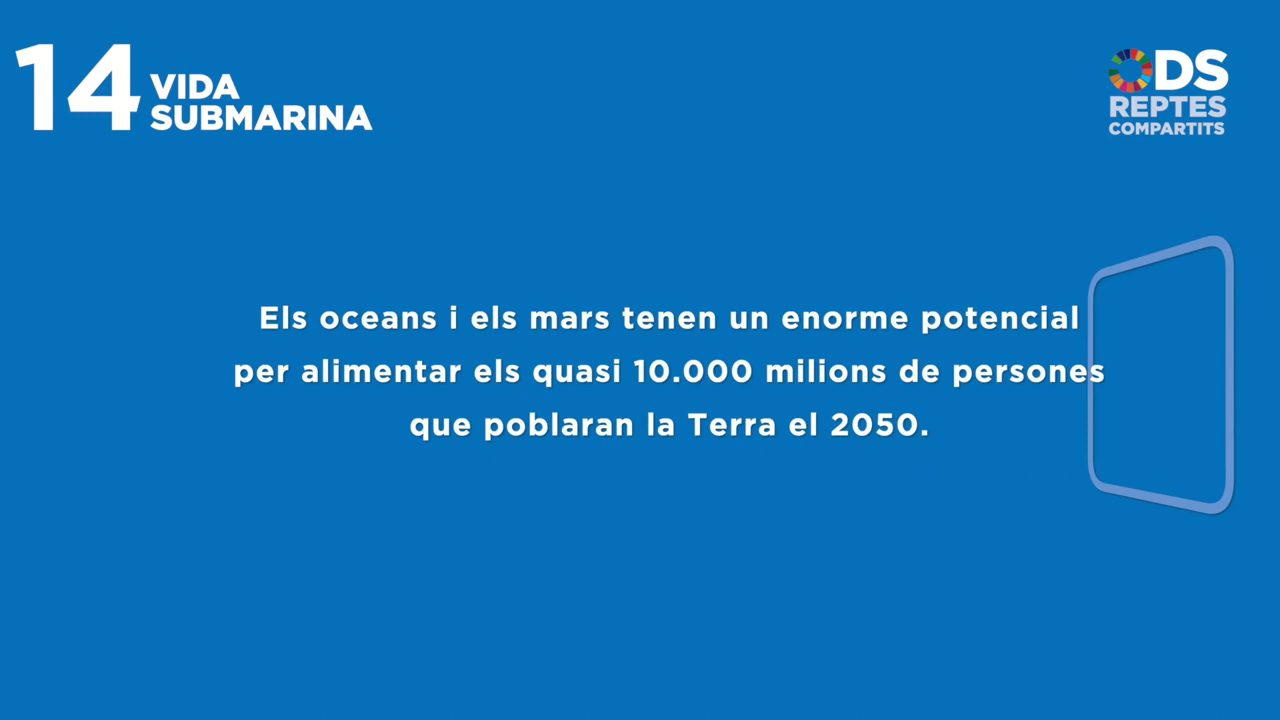 14 VIDA
SUBMARINA
ODS
REPTES
COMPARTITS
Els oceans i els mars tenen un enorme potencial
per alimentar els quasi 10.000 milions de persones
que poblaran la Terra el 2050.